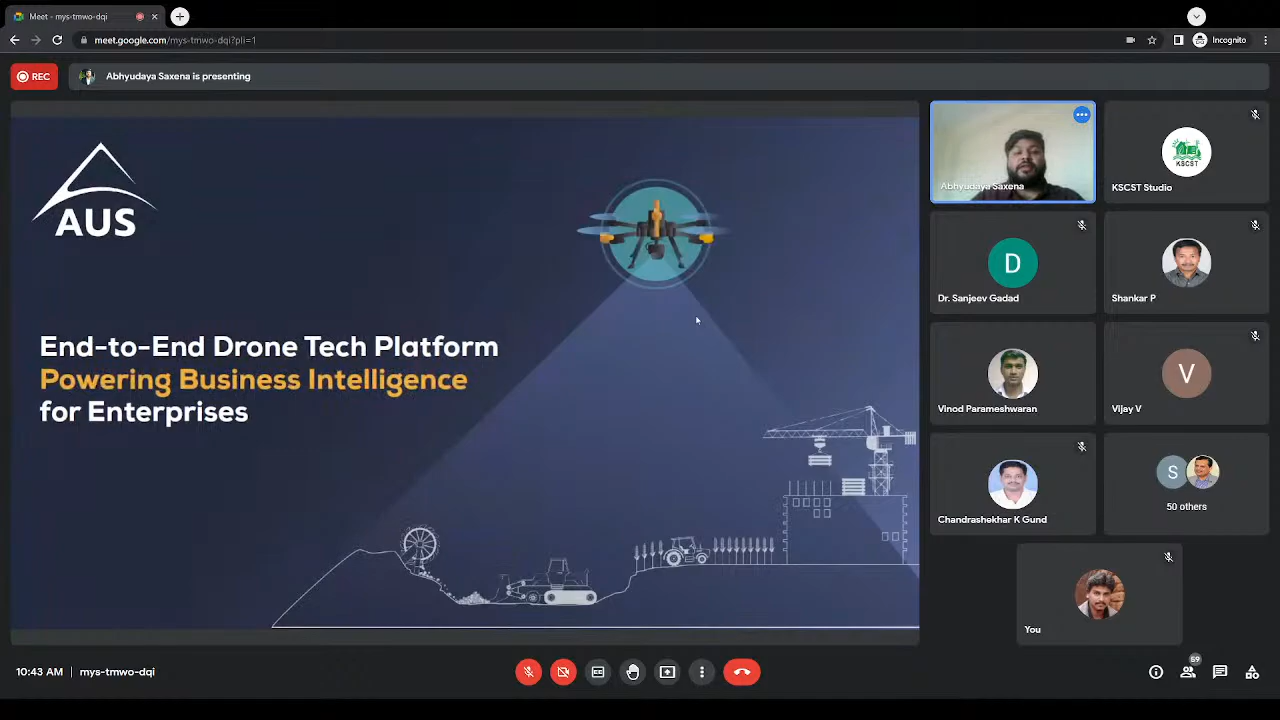 Meet - mys-tmwo-dqi
meet.google.com/mys-tmwo-dqi?pli=1
Incognito
REC
Abhyudaya Saxena is presenting
AUS
End-to-End Drone Tech Platform
Powering Business Intelligence
for Enterprises
Abhyudaya Saxena
KSCST
KSCST Studio
D
Dr. Sanjeev Gadad
Shankar P
Vinod Parameshwaran
V
Vijay V
Chandrashekhar K Gund
S
50 others
You
10:43 AM | mys-tmwo-dqi
59